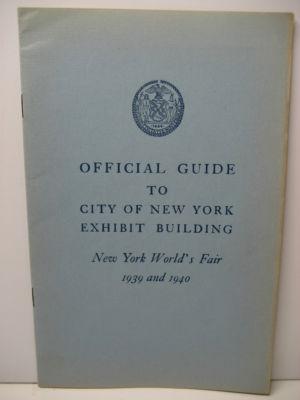 OFFICIAL GUIDE
TO
CITY OF NEW YORK
EXHIBIT BUILDING
New York World's Fair
1939 and 1940